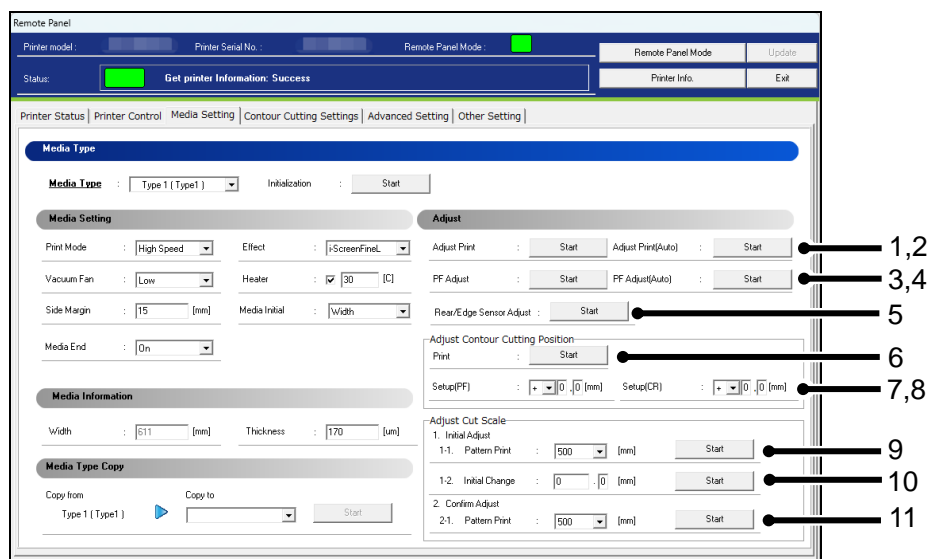 Remote Panel
Printer model : Printer Serial No. : Remote Panel Mode : Remote Panel Mode Update
Status: Get printer Information: Success Printer Info. Exit
Printer Status Printer Control Media Setting Contour Cutting Settings Advanced Setting Other Setting
Media Type
Media Type : Type 1 ( Type1 ) Initialization : Start
Media Setting
Print Mode : High Speed Effect : i-ScreenFineL
Vacuum Fan : Low Heater : 30 [C]
Side Margin : 15 [mm] Media Initial : Width
Media End : On
Media Information
Width : 611 [mm] Thickness : 170 [um]
Media Type Copy
Copy from Copy to
Type 1 ( Type1 ) Start
Adjust
Adjust Print : Start Adjust Print(Auto) : Start 1,2
PF Adjust : Start PF Adjust(Auto) : Start 3,4
Rear/Edge Sensor Adjust : Start 5
Adjust Contour Cutting Position
Print : Start 6
Setup(PF) : + 0 . 0 [mm] Setup(CR) : + 0 . 0 [mm] 7,8
Adjust Cut Scale
1. Initial Adjust
1-1. Pattern Print : 500 [mm] Start 9
1-2. Initial Change : 0 . 0 [mm] Start 10
2. Confirm Adjust
2-1. Pattern Print : 500 [mm] Start 11